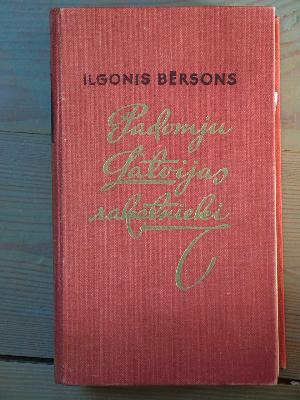 ILGONIS BĒRSONS
Padomju
Latvijas
rakstnieki